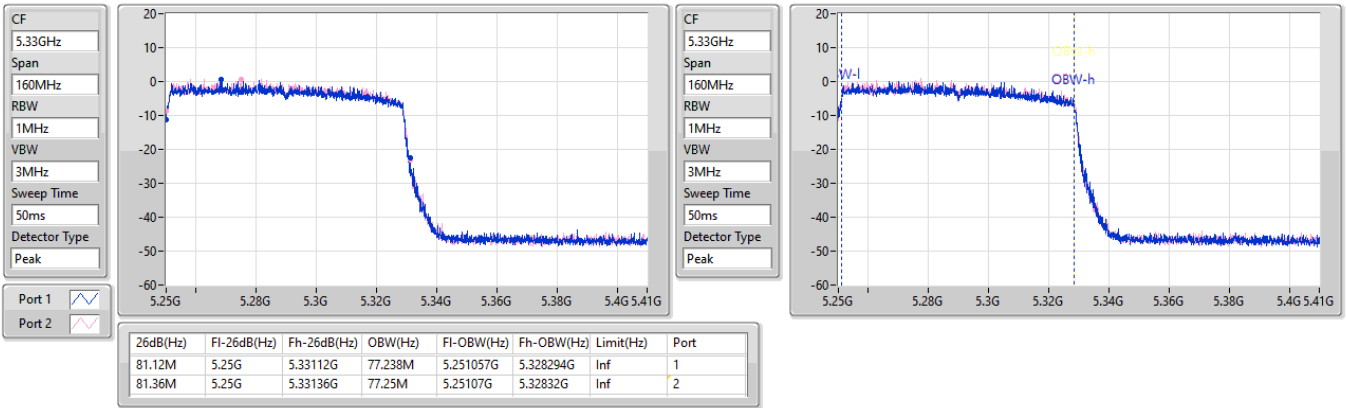 CF
5.33GHz
Span
160MHz
RBW
1MHz
VBW
3MHz
Sweep Time
50ms
Detector Type
Peak
Port 1
Port 2
20
10
0
-10
-20
-30
-40
-50
-60
5.25G 5.28G 5.3G 5.32G 5.34G 5.36G 5.38G 5.4G 5.41G
CF
5.33GHz
Span
160MHz
RBW
1MHz
VBW
3MHz
Sweep Time
50ms
Detector Type
Peak
20
10
0
-10
-20
-30
-40
-50
-60
W-l
OBW-h
OBW-h
5.25G 5.28G 5.3G 5.32G 5.34G 5.36G 5.38G 5.4G 5.41G
26dB(Hz) Fl-26dB(Hz) Fh-26dB(Hz) OBW(Hz) Fl-OBW(Hz) Fh-OBW(Hz) Limit(Hz) Port
81.12M 5.25G 5.33112G 77.238M 5.251057G 5.328294G Inf 1
81.36M 5.25G 5.33136G 77.25M 5.25107G 5.32832G Inf 2